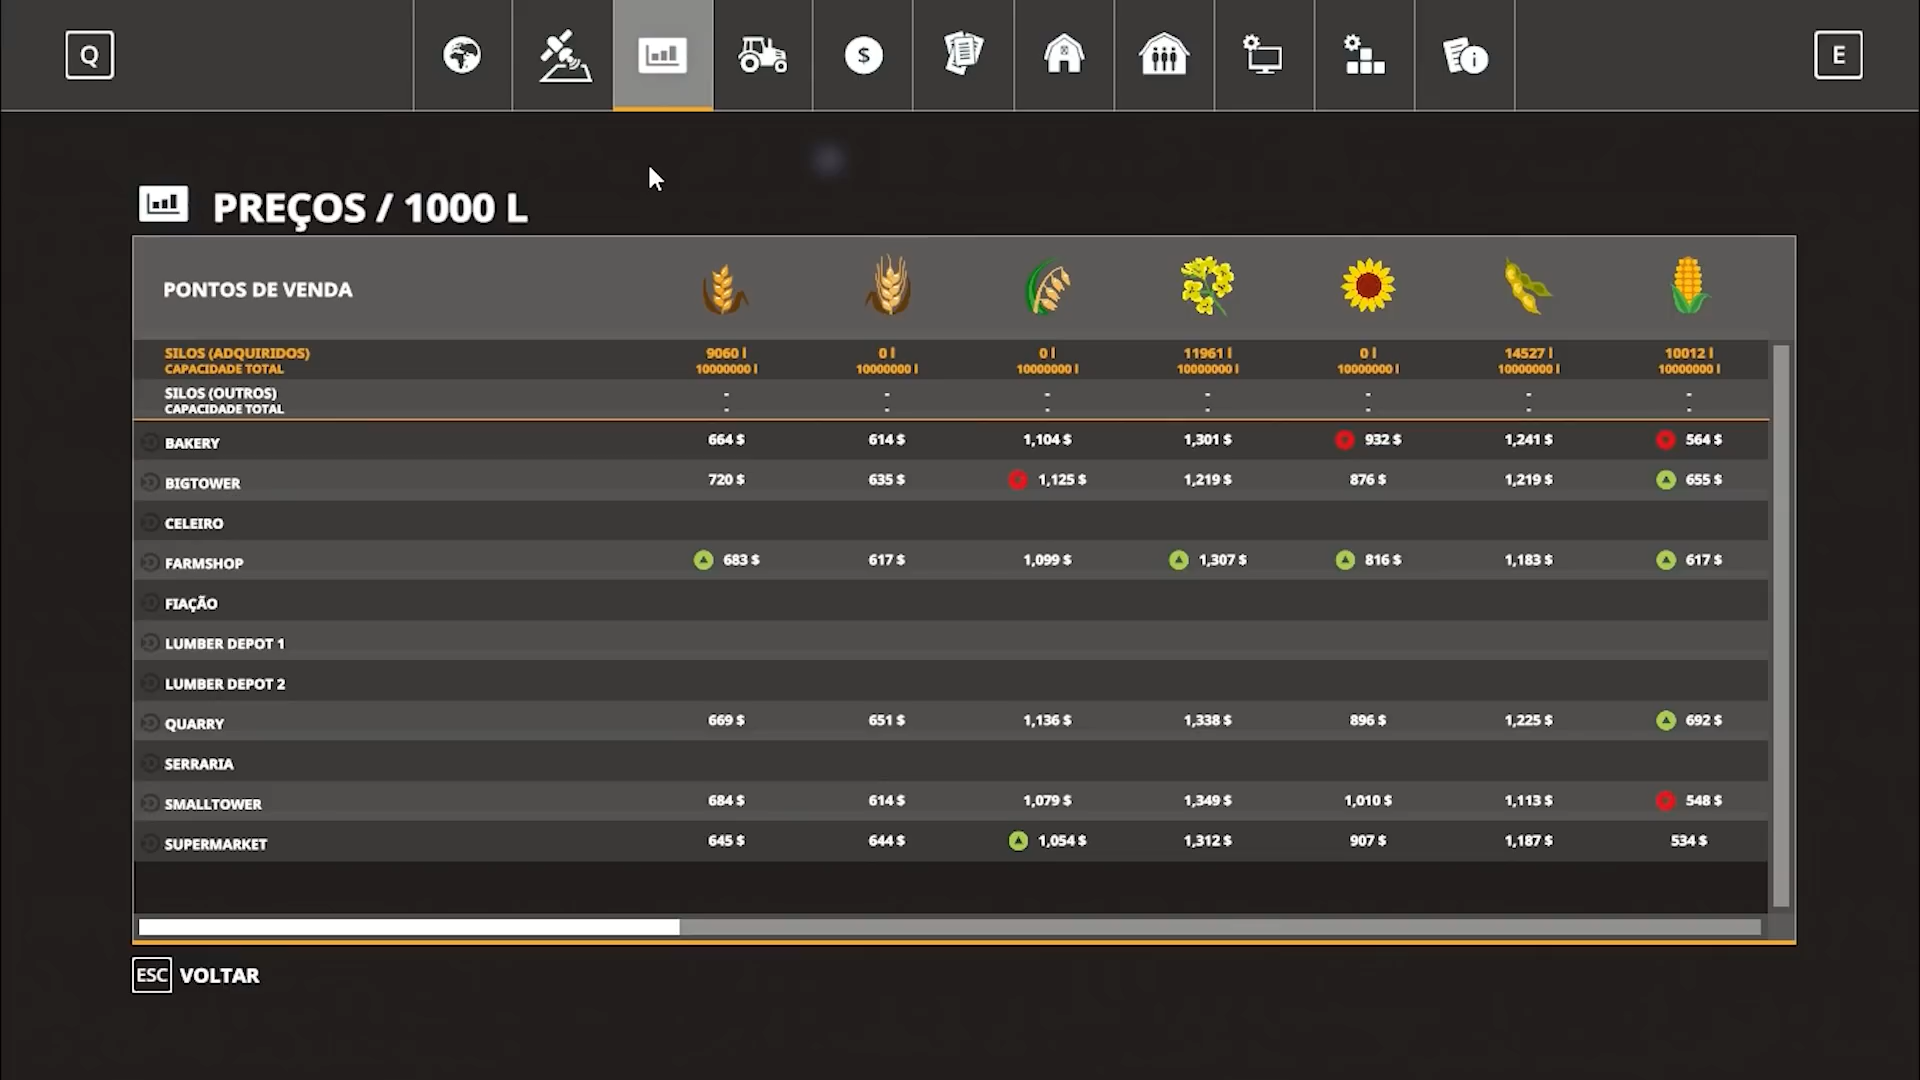 Q
$
E
PREÇOS / 1000 L
PONTOS DE VENDA
SILOS (ADQUIRIDOS) 9060 l 0 l 0 l 11961 l 0 l 14527 l 10012 l
CAPACIDADE TOTAL 10000000 l 10000000 l 10000000 l 10000000 l 10000000 l 10000000 l 10000000 l
SILOS (OUTROS) - - - - - - -
CAPACIDADE TOTAL - - - - - - -
BAKERY 664 $ 614 $ 1,104 $ 1,301 $ 932 $ 1,241 $ 564 $
BIGTOWER 720 $ 635 $ 1,125 $ 1,219 $ 876 $ 1,219 $ 655 $
CELEIRO
FARMSHOP 683 $ 617 $ 1,099 $ 1,307 $ 816 $ 1,183 $ 617 $
FIAÇÃO
LUMBER DEPOT 1
LUMBER DEPOT 2
QUARRY 669 $ 651 $ 1,136 $ 1,338 $ 896 $ 1,225 $ 692 $
SERRARIA
SMALLTOWER 684 $ 614 $ 1,079 $ 1,349 $ 1,010 $ 1,113 $ 548 $
SUPERMARKET 645 $ 644 $ 1,054 $ 1,312 $ 907 $ 1,187 $ 534 $
ESC VOLTAR